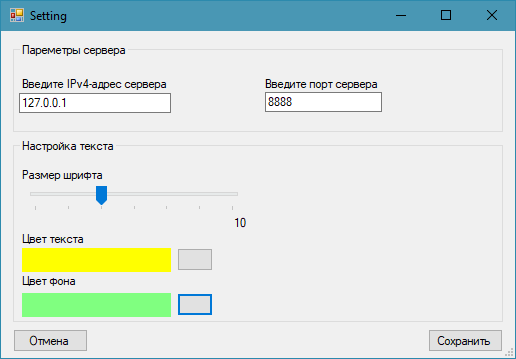 Setting
Пареметры сервера
Введите IPv4-адрес сервера
Введите порт сервера
127.0.0.1
8888
Настройка текста
Размер шрифта
10
Цвет текста
Цвет фона
Отмена
Сохранить